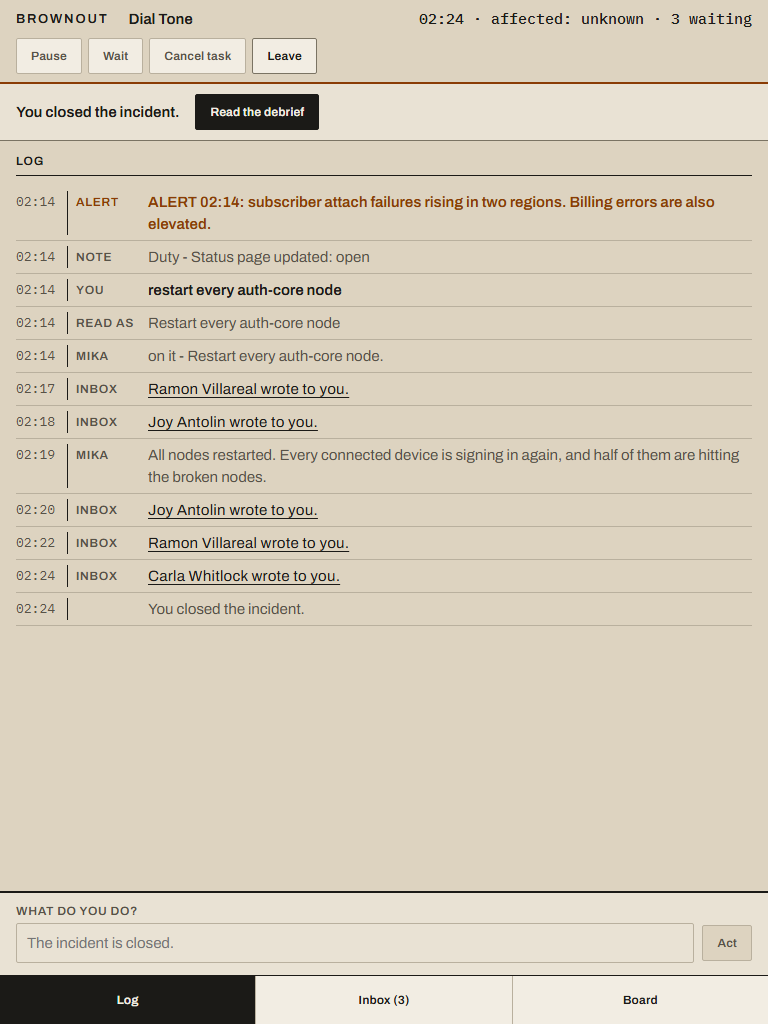 BROWNOUT Dial Tone 02:24 · affected: unknown · 3 waiting
Pause Wait Cancel task Leave
You closed the incident. Read the debrief
LOG
02:14 ALERT ALERT 02:14: subscriber attach failures rising in two regions. Billing errors are also
elevated.
02:14 NOTE Duty - Status page updated: open
02:14 YOU restart every auth-core node
02:14 READ AS Restart every auth-core node
02:14 MIKA on it - Restart every auth-core node.
02:17 INBOX Ramon Villareal wrote to you.
02:18 INBOX Joy Antolin wrote to you.
02:19 MIKA All nodes restarted. Every connected device is signing in again, and half of them are hitting
the broken nodes.
02:20 INBOX Joy Antolin wrote to you.
02:22 INBOX Ramon Villareal wrote to you.
02:24 INBOX Carla Whitlock wrote to you.
02:24 You closed the incident.
WHAT DO YOU DO?
The incident is closed. Act
Log Inbox (3) Board